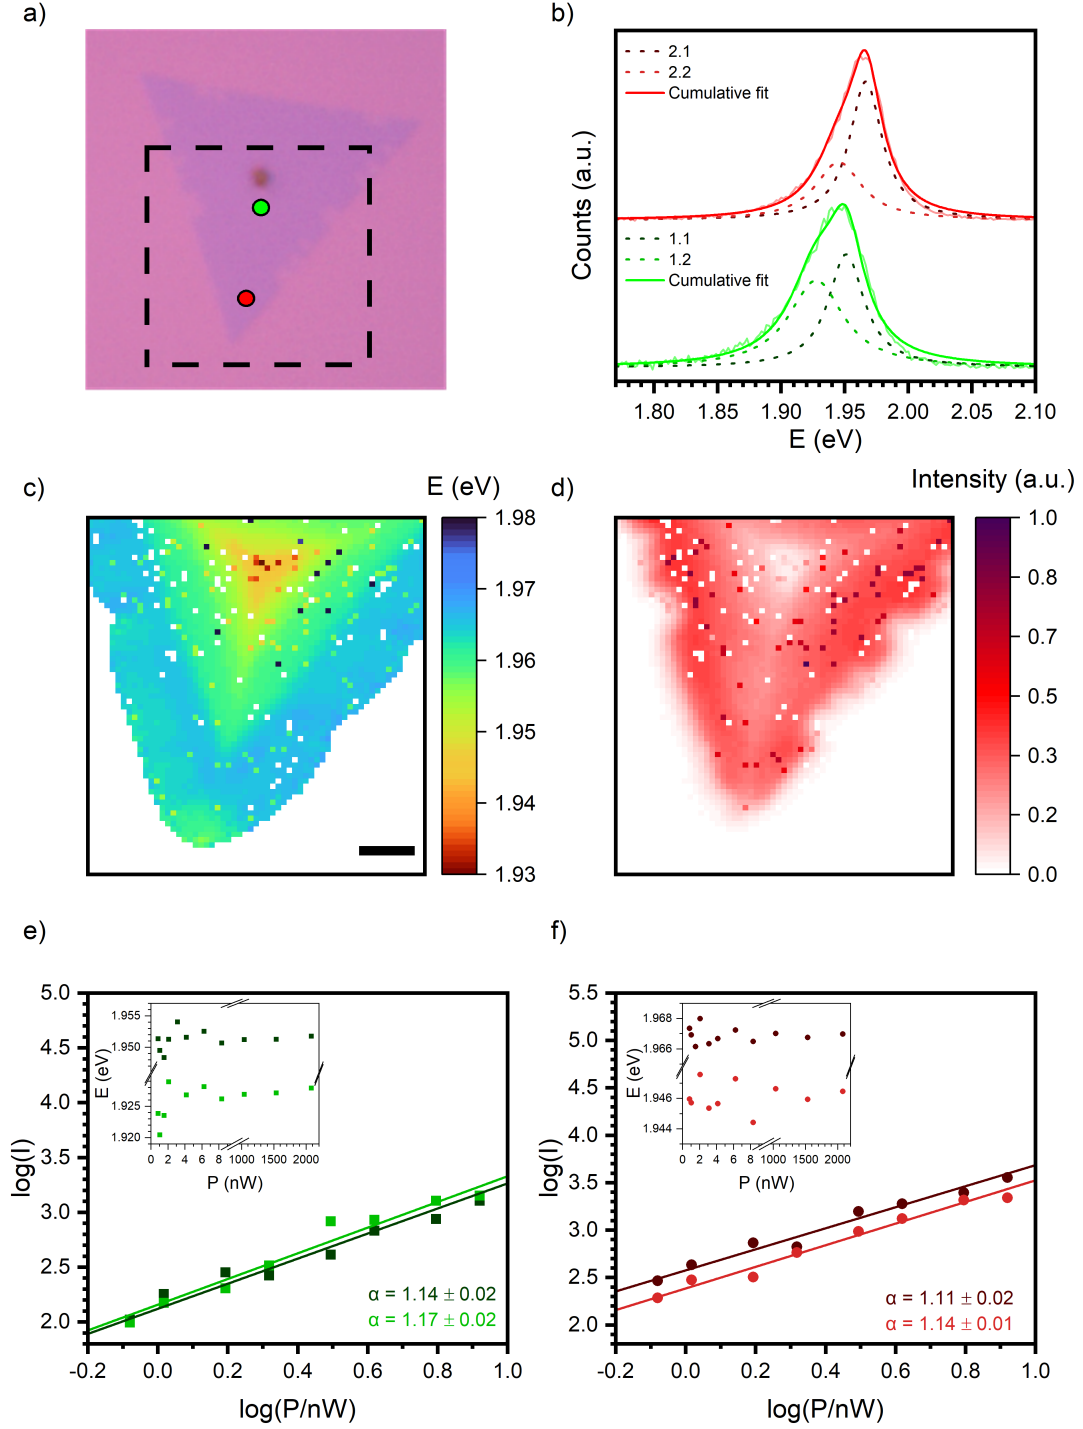 a)
b)
2.1
2.2
Cumulative fit
1.1
1.2
Cumulative fit
Counts (a.u.)
1.80 1.85 1.90 1.95 2.00 2.05 2.10
E (eV)
c)
E (eV)
1.98
1.97
1.96
1.95
1.94
1.93
d)
Intensity (a.u.)
1.0
0.8
0.7
0.5
0.3
0.2
0.0
e)
5.0
4.5
4.0
3.5
3.0
2.5
2.0
log(I)
-0.2 0.0 0.2 0.4 0.6 0.8 1.0
log(P/nW)
1.955
1.950
1.925
1.920
E (eV)
0 2 4 6 8 1000 1500 2000
P (nW)
α = 1.14 ± 0.02
α = 1.17 ± 0.02
f)
5.5
5.0
4.5
4.0
3.5
3.0
2.5
2.0
log(I)
-0.2 0.0 0.2 0.4 0.6 0.8 1.0
log(P/nW)
1.968
1.966
1.946
1.944
E (eV)
0 2 4 6 8 1000 1500 2000
P (nW)
α = 1.11 ± 0.02
α = 1.14 ± 0.01